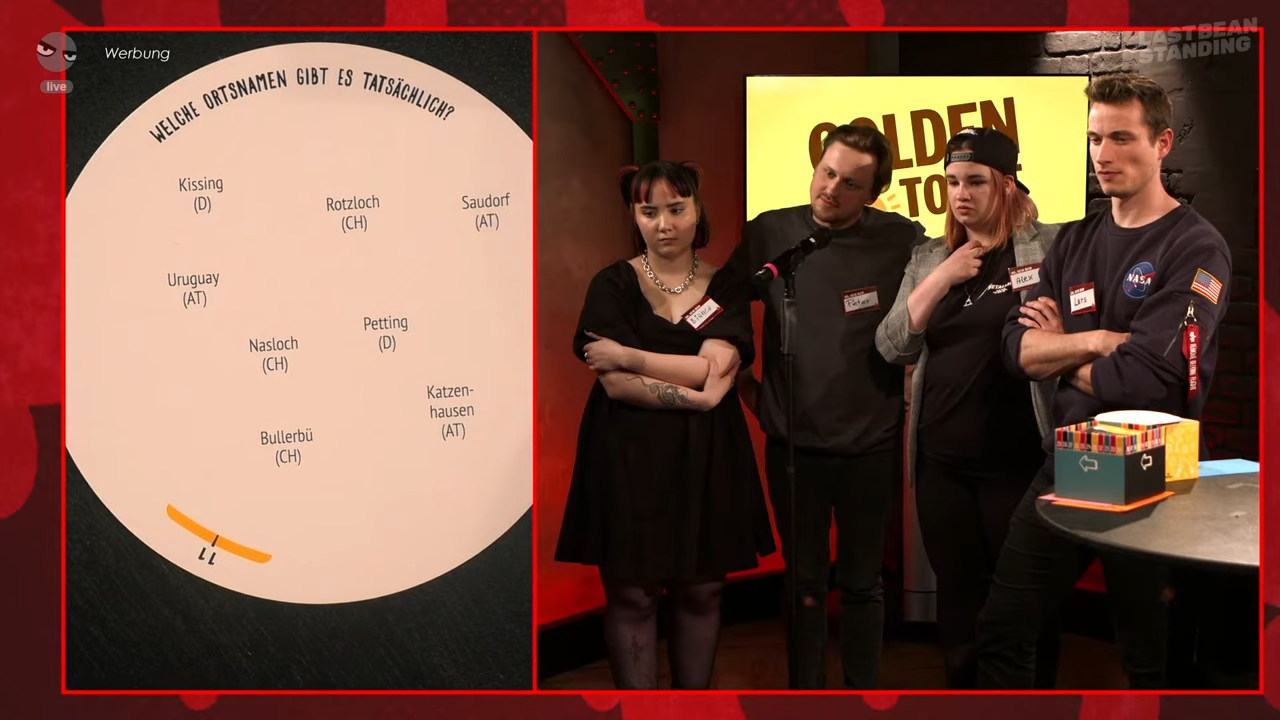 Werbung
live
LAST BEAN
STANDING
WELCHE ORTSNAMEN GIBT ES TATSÄCHLICH?
Kissing
(D)
Rotzloch
(CH)
Saudorf
(AT)
Uruguay
(AT)
Petting
(D)
Nasloch
(CH)
Katzen-
hausen
(AT)
Bullerbü
(CH)
11
GOLDEN
TO
Alex
NASA
Lars